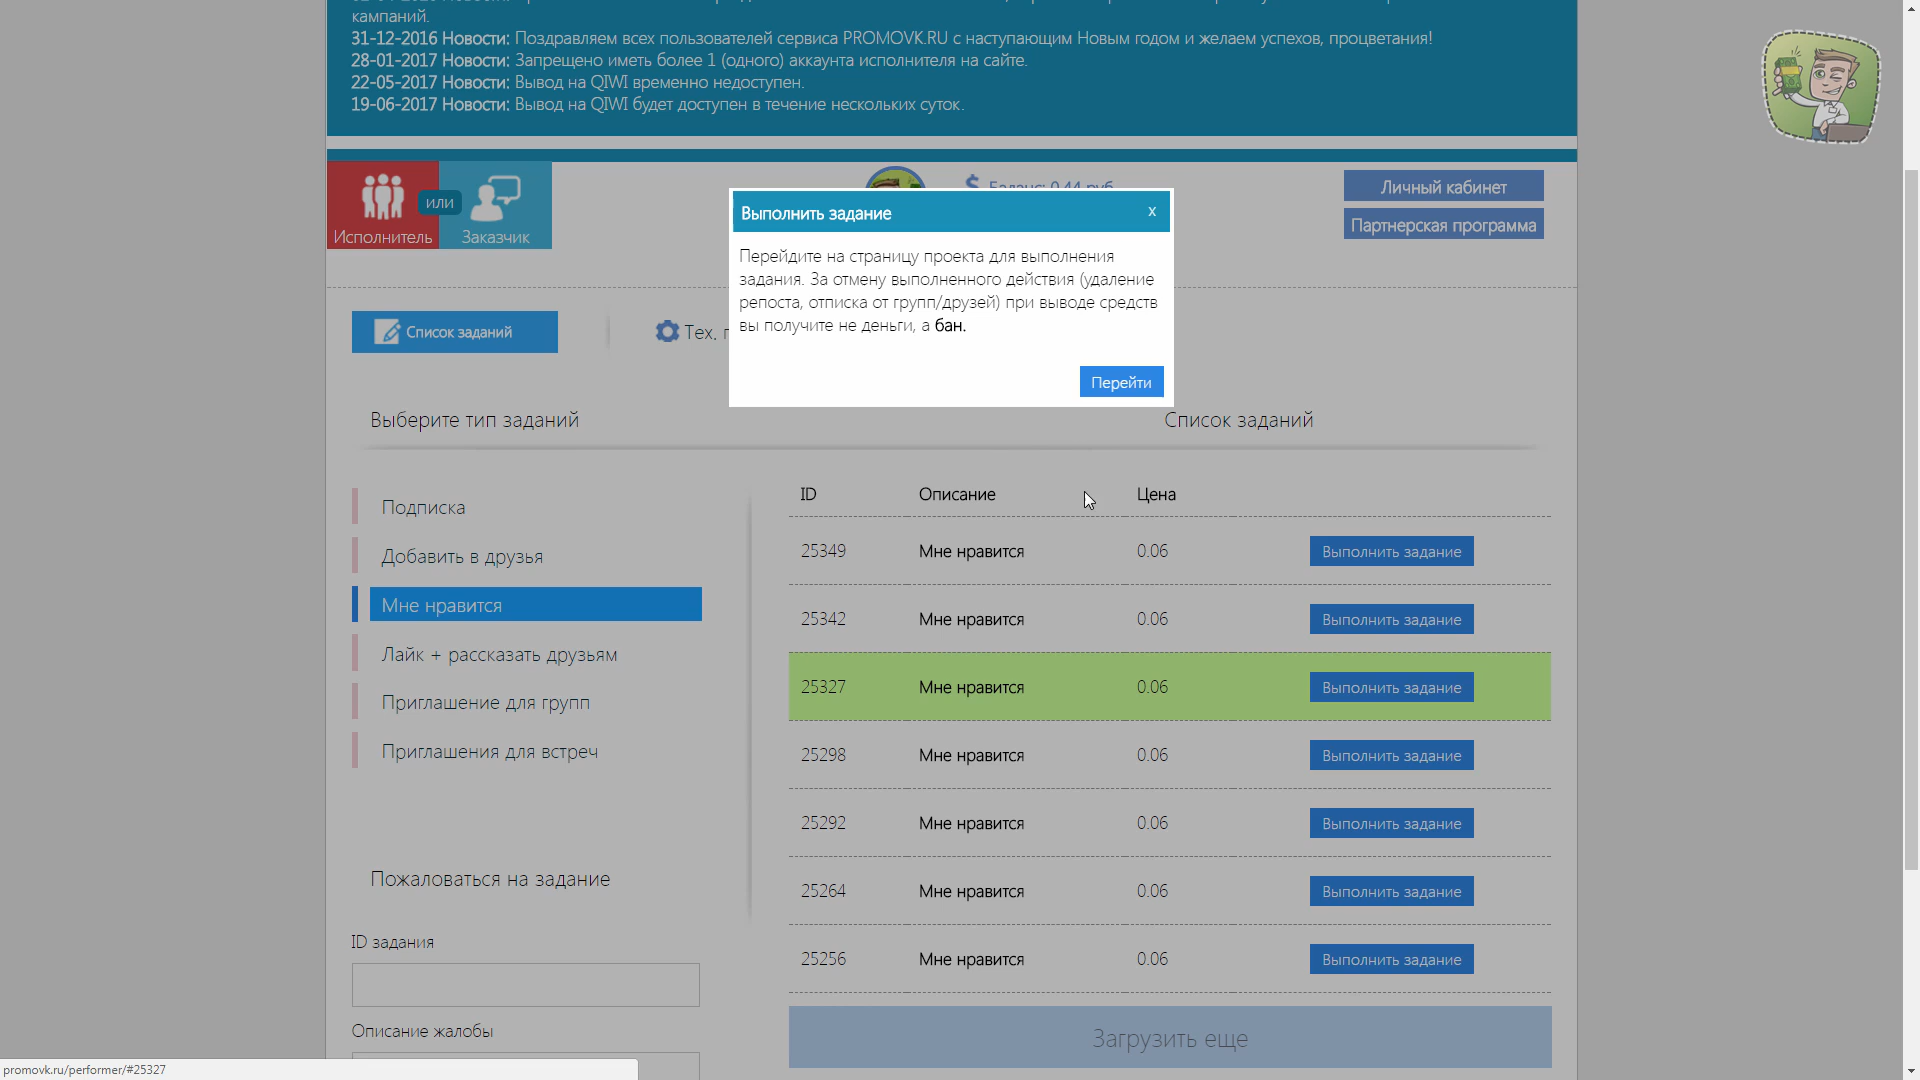 кампаний.
31-12-2016 Новости: Поздравляем всех пользователей сервиса PROMOVK.RU с наступающим Новым годом и желаем успехов, процветания!
28-01-2017 Новости: Запрещено иметь более 1 (одного) аккаунта исполнителя на сайте.
22-05-2017 Новости: Вывод на QIWI временно недоступен.
19-06-2017 Новости: Вывод на QIWI будет доступен в течение нескольких суток.
Исполнитель
или
Заказчик
Баланс: 0.44 руб
Личный кабинет
Партнерская программа
Выполнить задание
x
Перейдите на страницу проекта для выполнения
задания. За отмену выполненного действия (удаление
репоста, отписка от групп/друзей) при выводе средств
вы получите не деньги, а бан.
Перейти
Список заданий
Тех.
Выберите тип заданий
Список заданий
Подписка
Добавить в друзья
Мне нравится
Лайк + рассказать друзьям
Приглашение для групп
Приглашения для встреч
ID Описание Цена
25349 Мне нравится 0.06 Выполнить задание
25342 Мне нравится 0.06 Выполнить задание
25327 Мне нравится 0.06 Выполнить задание
25298 Мне нравится 0.06 Выполнить задание
25292 Мне нравится 0.06 Выполнить задание
25264 Мне нравится 0.06 Выполнить задание
25256 Мне нравится 0.06 Выполнить задание
Загрузить еще
Пожаловаться на задание
ID задания
Описание жалобы
promovk.ru/performer/#25327